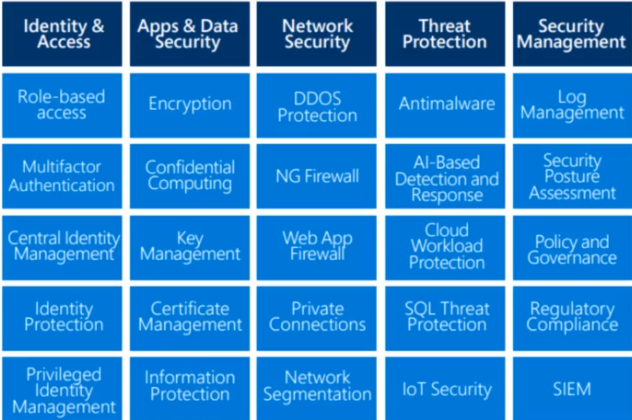 Identity &
Access
Apps & Data
Security
Network
Security
Threat
Protection
Security
Management
Role-based
access
Encryption
DDOS
Protection
Antimalware
Log
Management
Multifactor
Authentication
Confidential
Computing
NG Firewall
AI-Based
Detection and
Response
Security
Posture
Assessment
Central Identity
Management
Key
Management
Web App
Firewall
Cloud
Workload
Protection
Policy and
Governance
Identity
Protection
Certificate
Management
Private
Connections
SQL Threat
Protection
Regulatory
Compliance
Privileged
Identity
Management
Information
Protection
Network
Segmentation
IoT Security
SIEM